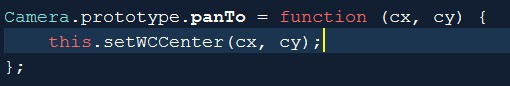 Camera.prototype.panTo = function (cx, cy) {
    this.setWCCenter(cx, cy);
};